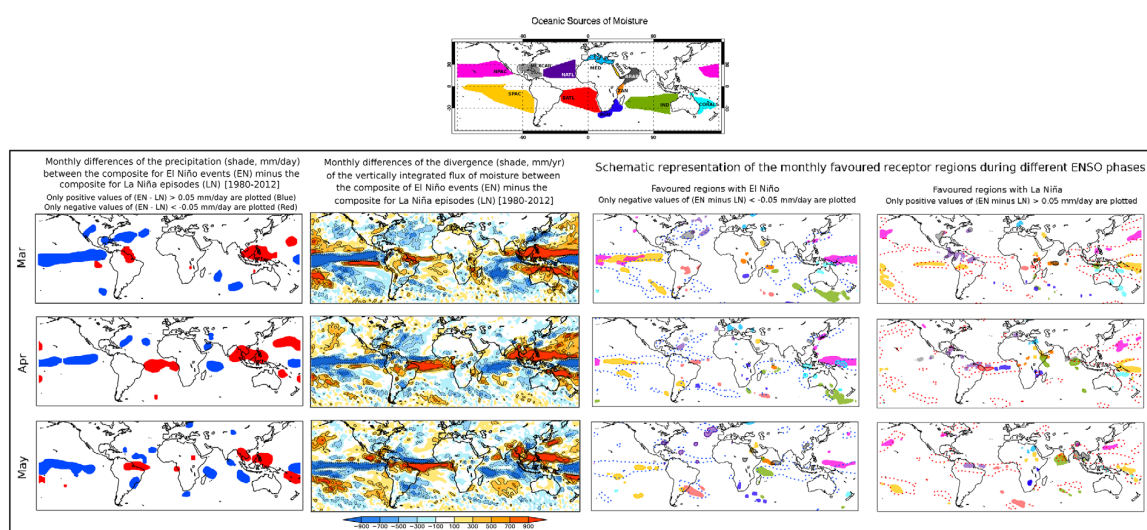 Oceanic Sources of Moisture
-90
0
90
NPAC
MEXCAR
NATL
MED
ARAB
ZAN
SPAC
SATL
IND
CORALS
-90
0
90
Monthly differences of the precipitation (shade, mm/day)
between the composite for El Niño events (EN) minus the
composite for La Niña episodes (LN) [1980-2012]
Only positive values of (EN - LN) > 0.05 mm/day are plotted (Blue)
Only negative values of (EN - LN) < -0.05 mm/day are plotted (Red)
Monthly differences of the divergence (shade, mm/yr)
of the vertically integrated flux of moisture between
the composite of El Niño events (EN) minus the
composite for La Niña episodes (LN) [1980-2012]
Schematic representation of the monthly favoured receptor regions during different ENSO phases
Favoured regions with El Niño
Only negative values of (EN minus LN) < -0.05 mm/day are plotted
Favoured regions with La Niña
Only positive values of (EN minus LN) > 0.05 mm/day are plotted
Mar
Apr
May
-900 -700 -500 -300 -100 100 300 500 700 900